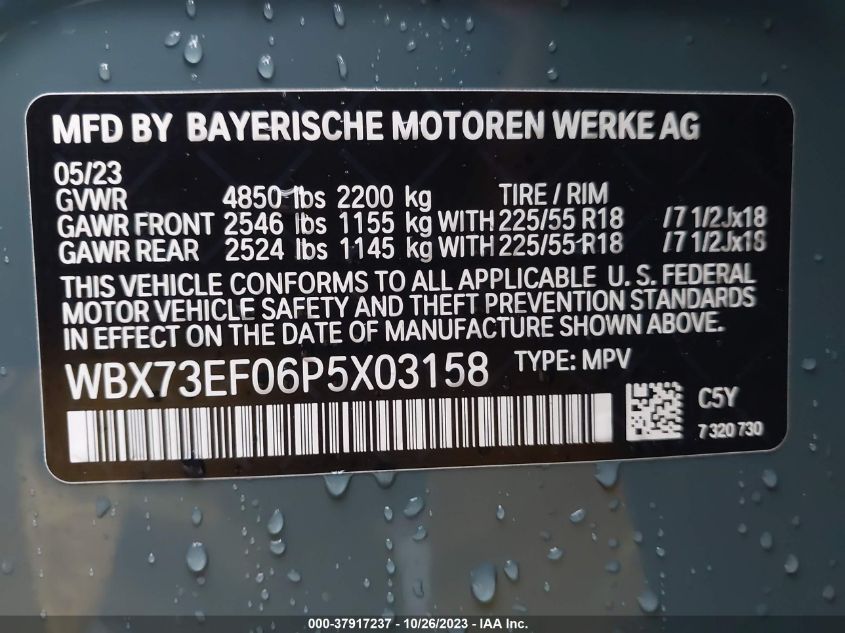 MFD BY BAYERISCHE MOTOREN WERKE AG
05/23
GVWR 4850 lbs 2200 kg TIRE / RIM
GAWR FRONT 2546 lbs 1155 kg WITH 225/55 R18 /7 1/2Jx18
GAWR REAR 2524 lbs 1145 kg WITH 225/55 R18 /7 1/2Jx18
THIS VEHICLE CONFORMS TO ALL APPLICABLE U. S. FEDERAL
MOTOR VEHICLE SAFETY AND THEFT PREVENTION STANDARDS
IN EFFECT ON THE DATE OF MANUFACTURE SHOWN ABOVE.
WBX73EF06P5X03158 TYPE: MPV
C5Y
7 320 730
000-37917237 - 10/26/2023 - IAA Inc.